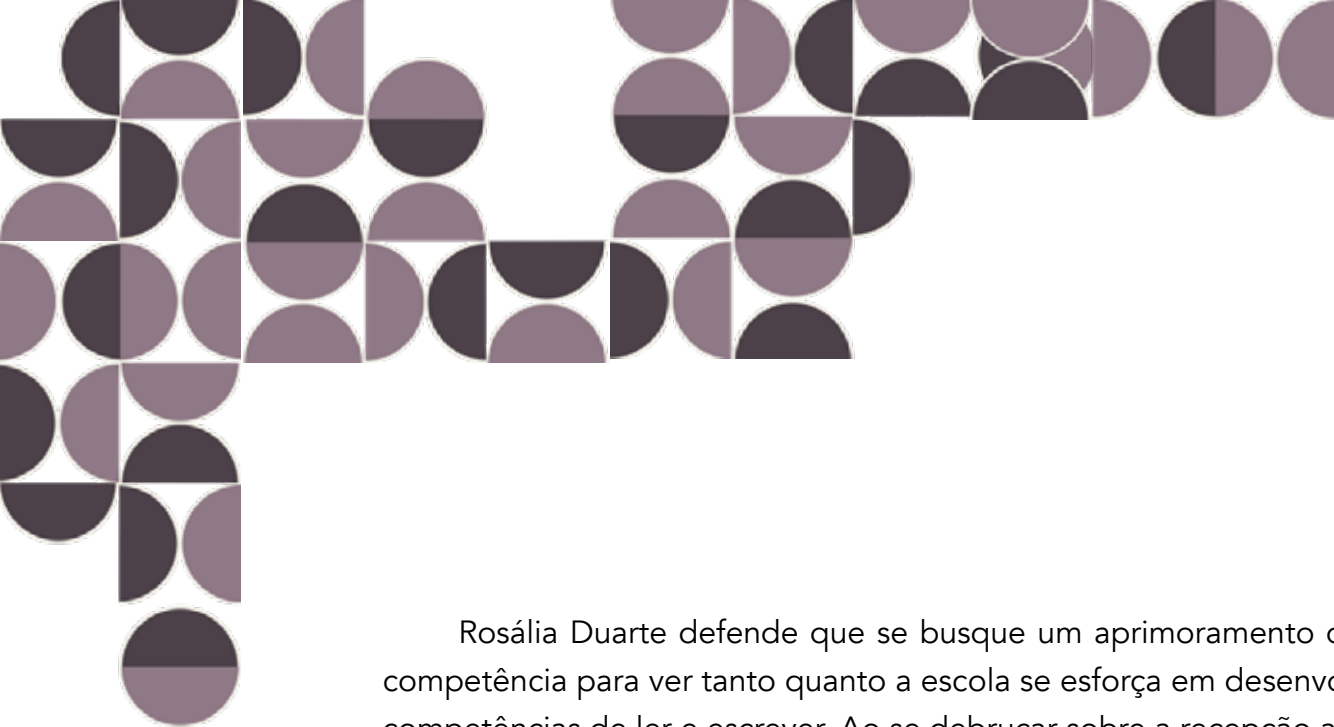 Rosália Duarte defende que se busque um aprimoramento
competência para ver tanto quanto a escola se esforça em
competências de ler e escrever. Ao se debruçar sobre a recepção